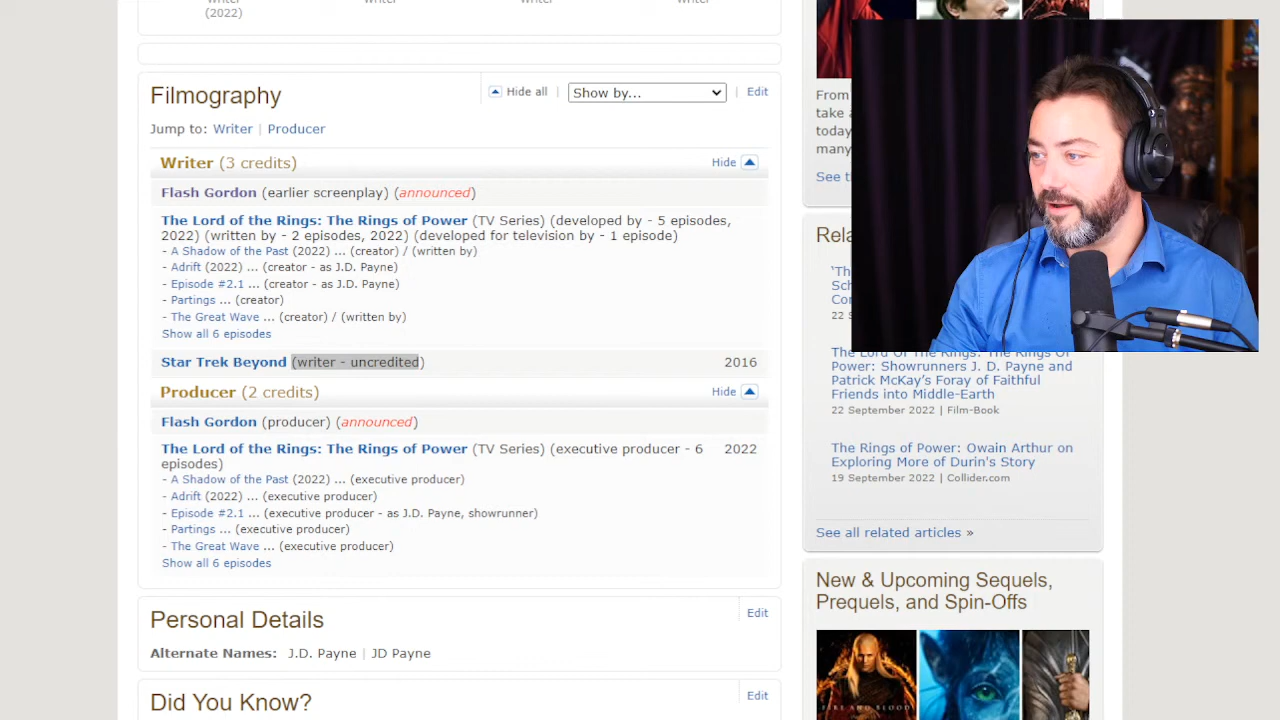 writer
writer
writer
writer
(2022)
Filmography
Hide all | Show by... | Edit
Jump to: Writer | Producer
Writer (3 credits) Hide
Flash Gordon (earlier screenplay) (announced)
The Lord of the Rings: The Rings of Power (TV Series) (developed by - 5 episodes,
2022) (written by - 2 episodes, 2022) (developed for television by - 1 episode)
- A Shadow of the Past (2022) ... (creator) / (written by)
- Adrift (2022) ... (creator - as J.D. Payne)
- Episode #2.1 ... (creator - as J.D. Payne)
- Partings ... (creator)
- The Great Wave ... (creator) / (written by)
Show all 6 episodes
Star Trek Beyond (writer - uncredited) 2016
Producer (2 credits) Hide
Flash Gordon (producer) (announced)
The Lord of the Rings: The Rings of Power (TV Series) (executive producer - 6 2022
episodes)
- A Shadow of the Past (2022) ... (executive producer)
- Adrift (2022) ... (executive producer)
- Episode #2.1 ... (executive producer - as J.D. Payne, showrunner)
- Partings ... (executive producer)
- The Great Wave ... (executive producer)
Show all 6 episodes
Personal Details Edit
Alternate Names: J.D. Payne | JD Payne
Did You Know? Edit
From
take
today
many
See
The Lord Of The Rings: The Rings Of
Power: Showrunners J. D. Payne and
Patrick McKay's Foray of Faithful
Friends into Middle-Earth
22 September 2022 | Film-Book
The Rings of Power: Owain Arthur on
Exploring More of Durin's Story
19 September 2022 | Collider.com
See all related articles »
New & Upcoming Sequels,
Prequels, and Spin-Offs
FIRE AND BLOOD